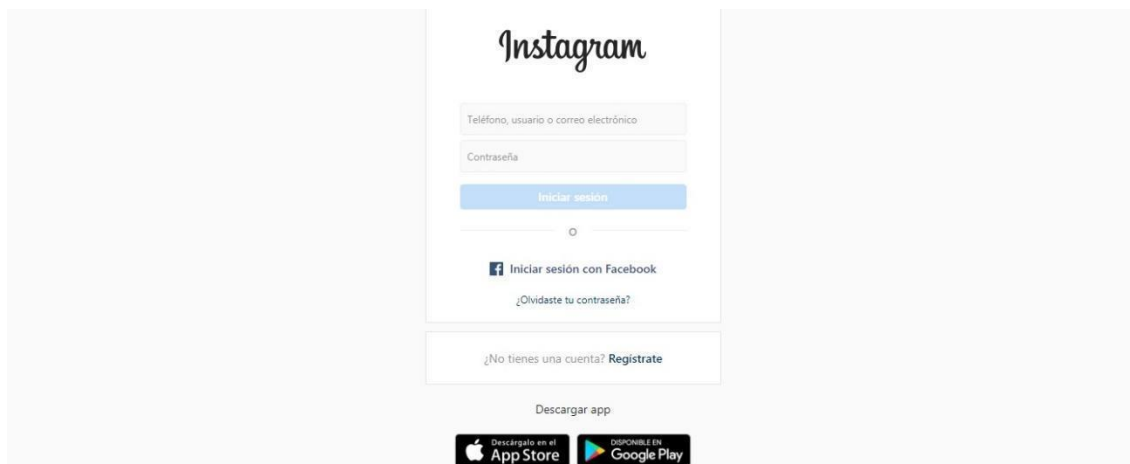 Instagram
Teléfono, usuario o correo electrónico
Contraseña
Iniciar sesión
O
Iniciar sesión con Facebook
¿Olvidaste tu contraseña?
¿No tienes una cuenta? Regístrate
Descargar app
Descárgalo en el
App Store
DISPONIBLE EN
Google Play